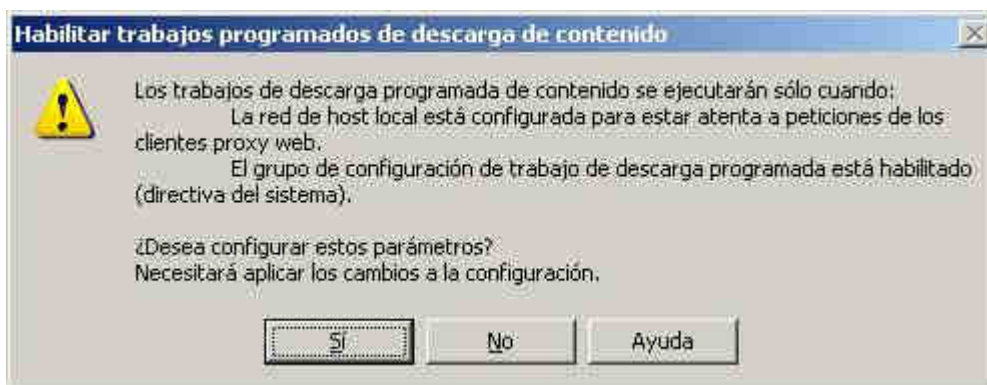 Habilitar trabajos programados de descarga de contenido
Los trabajos de descarga programada de contenido se ejecutarán sólo cuando:
La red de host local está configurada para estar atenta a peticiones de los
clientes proxy web.
El grupo de configuración de trabajo de descarga programada está habilitado
(directiva del sistema).
¿Desea configurar estos parámetros?
Necesitará aplicar los cambios a la configuración.
Sí No Ayuda